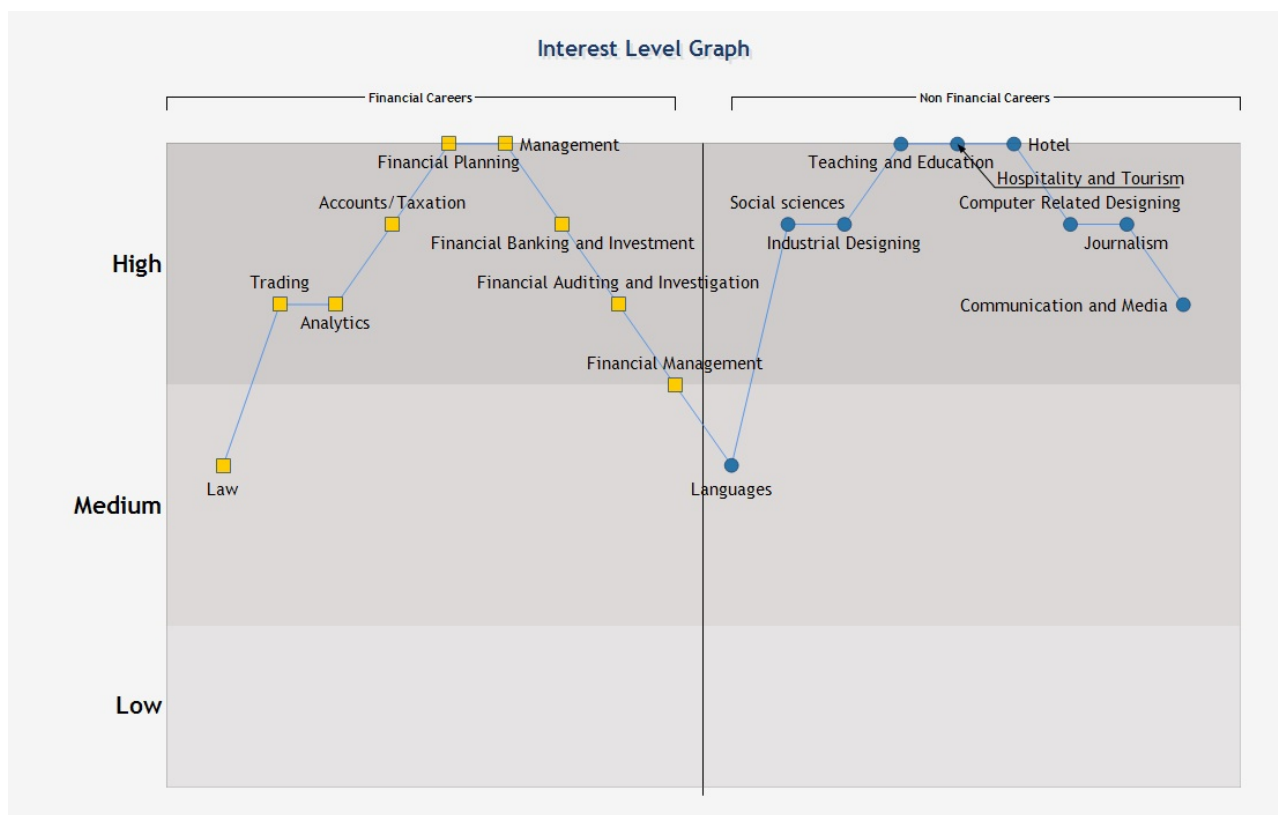 Interest Level Graph
Financial Careers
Non Financial Careers
Management
Hotel
Financial Planning
Teaching and Education
Hospitality and Tourism
Accounts/Taxation
Social sciences
Computer Related Designing
Financial Banking and Investment
Industrial Designing
Journalism
High
Trading
Financial Auditing and Investigation
Communication and Media
Analytics
Financial Management
Law
Languages
Medium
Low